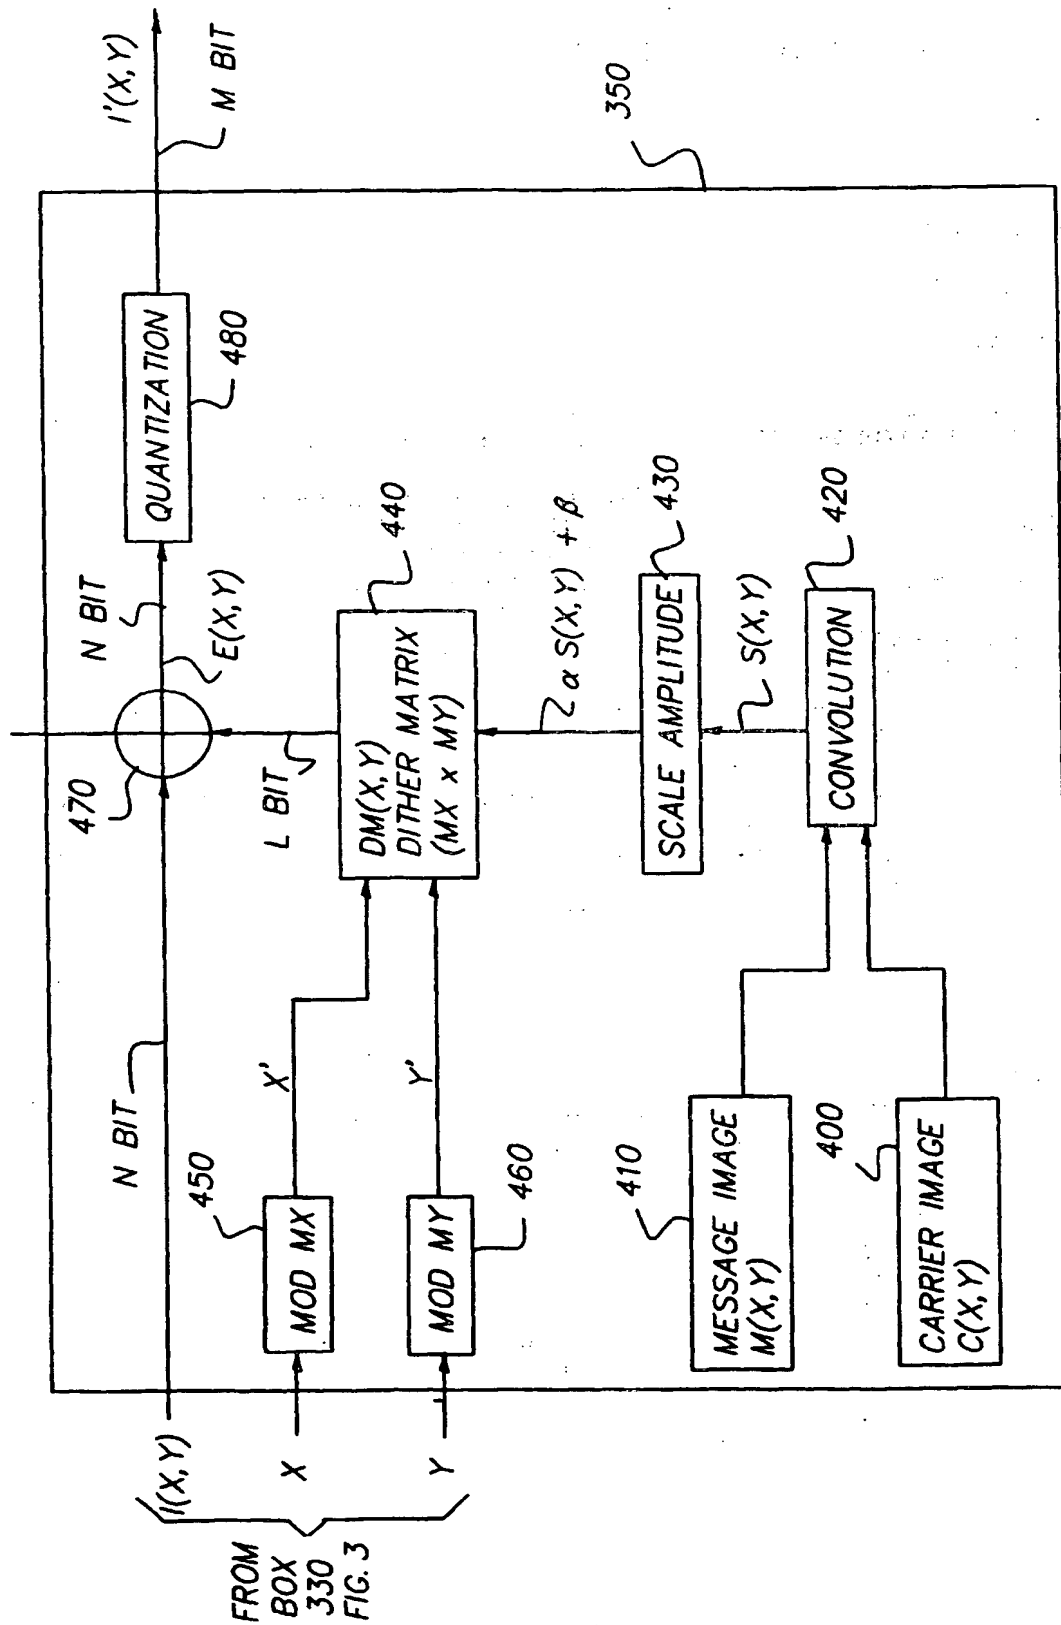 FROM
BOX
330
FIG. 3
I(X,Y)
X
Y
N BIT
450
MOD MX
X'
460
MOD MY
Y'
410
MESSAGE IMAGE
M(X,Y)
400
CARRIER IMAGE
C(X,Y)
470
L BIT
N BIT
E(X,Y)
440
DM(X,Y)
DITHER MATRIX
(MX x MY)
α S(X,Y) + β
430
SCALE AMPLITUDE
S(X,Y)
420
CONVOLUTION
QUANTIZATION
480
I'(X,Y)
M BIT
350